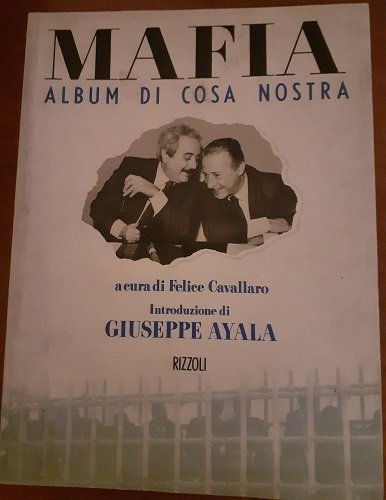 MAFIA
ALBUM DI COSA NOSTRA
a cura di Felice Cavallaro
Introduzione di
GIUSEPPE AYALA
RIZZOLI